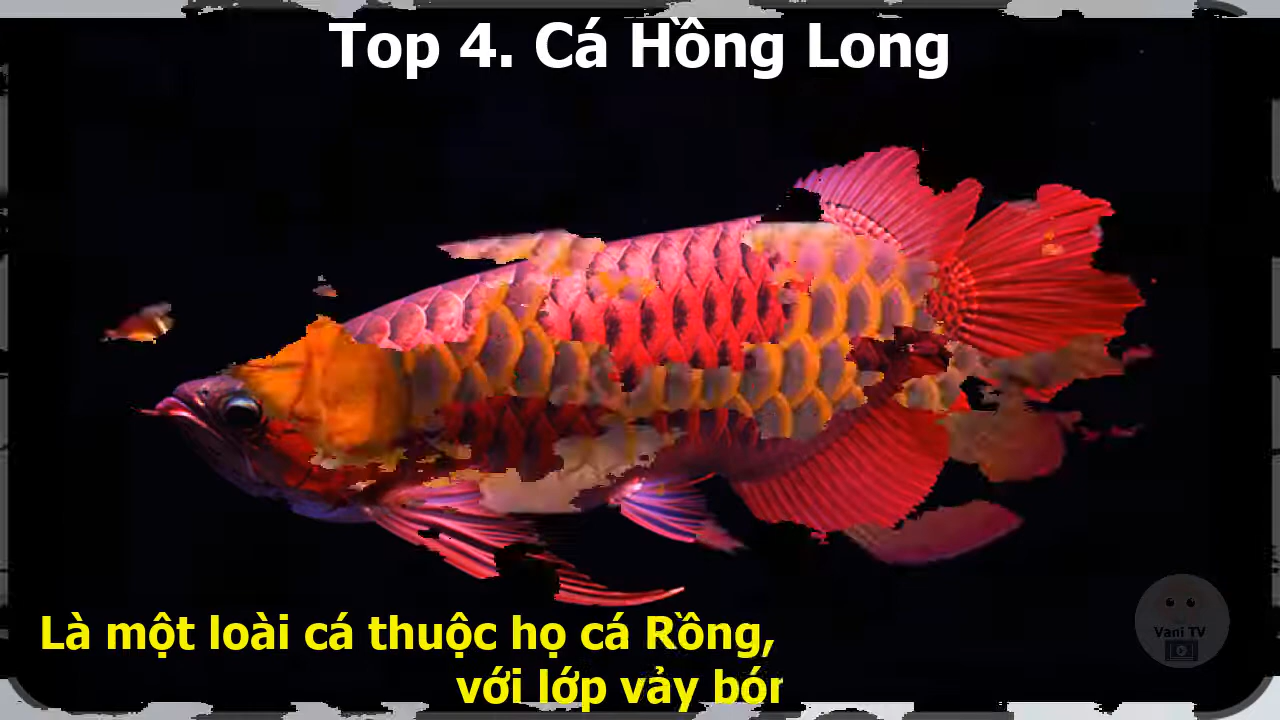 Top 4. Cá Hồng Long
Là một loài cá thuộc họ cá Rồng,
với lớp vảy
Vani TV